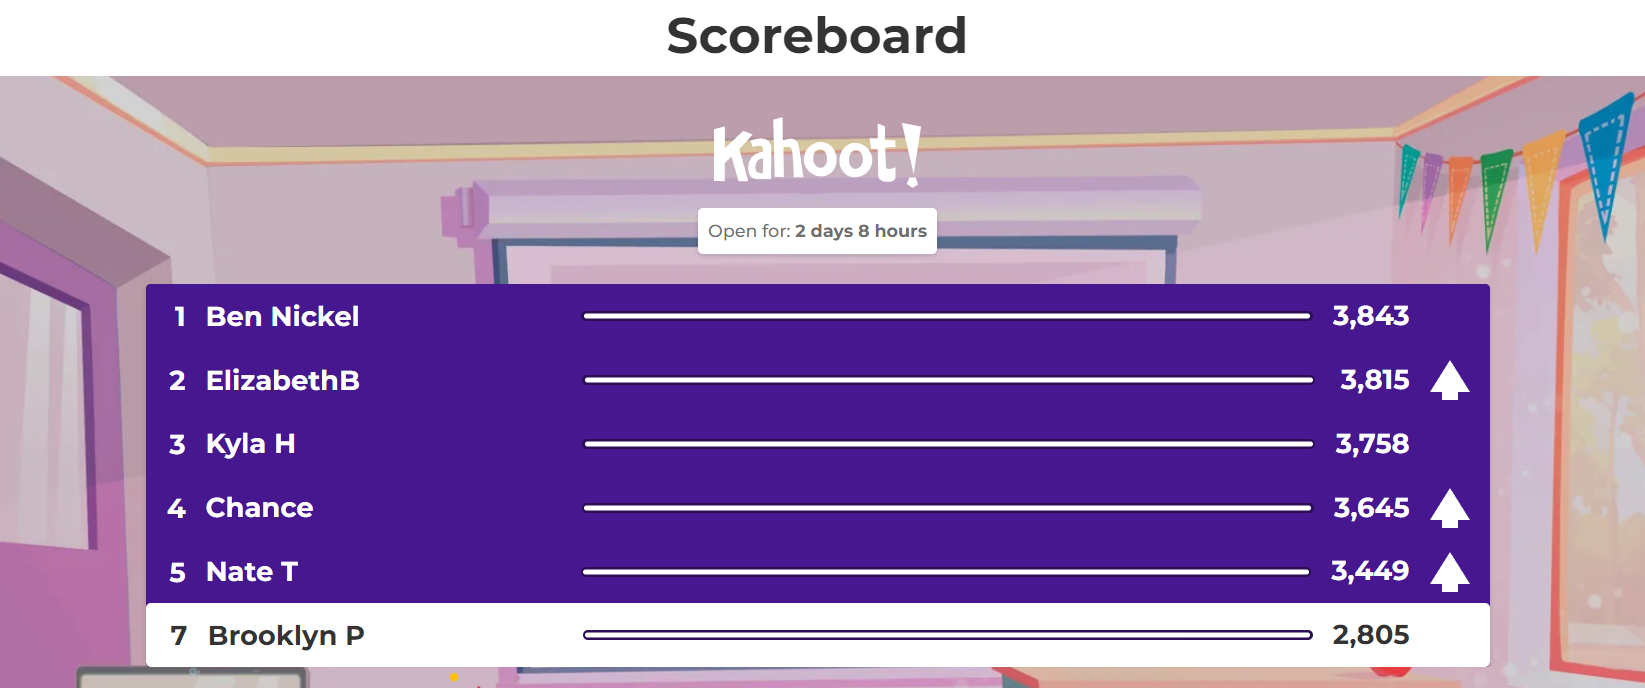 Scoreboard
Kahoot!
Open for: 2 days 8 hours
1 Ben Nickel 3,843
2 ElizabethB 3,815
3 Kyla H 3,758
4 Chance 3,645
5 Nate T 3,449
7 Brooklyn P 2,805